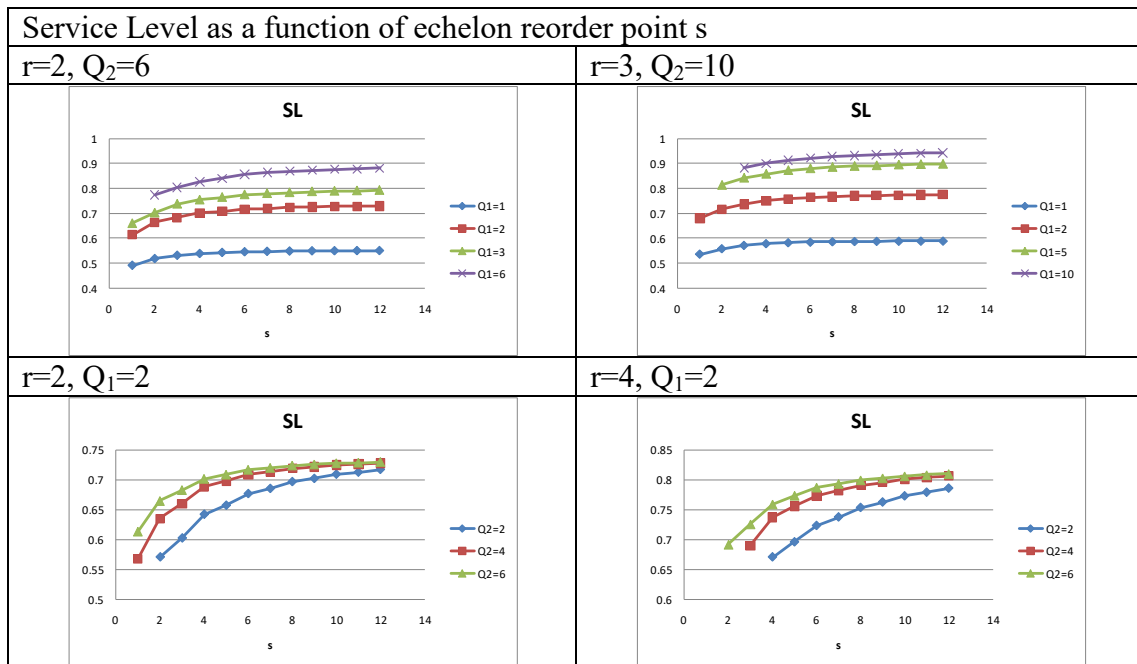 Service Level as a function of echelon reorder point s
r=2, Q₂=6
r=3, Q₂=10
SL
1
0.9
0.8
0.7
0.6
0.5
0.4
0 2 4 6 8 10 12 14
s
Q1=1
Q1=2
Q1=3
Q1=6
SL
1
0.9
0.8
0.7
0.6
0.5
0.4
0 2 4 6 8 10 12 14
s
Q1=1
Q1=2
Q1=5
Q1=10
r=2, Q₁=2
r=4, Q₁=2
SL
0.75
0.7
0.65
0.6
0.55
0.5
0 2 4 6 8 10 12 14
s
Q2=2
Q2=4
Q2=6
SL
0.85
0.8
0.75
0.7
0.65
0.6
0 2 4 6 8 10 12 14
s
Q2=2
Q2=4
Q2=6